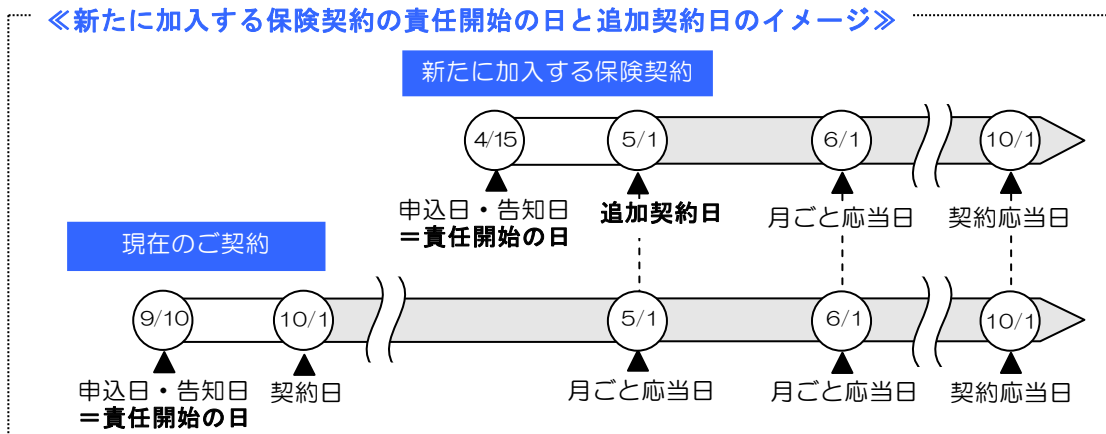 ≪新たに加入する保険契約の責任開始の日と追加契約日のイメージ≫
新たに加入する保険契約
4/15 5/1 6/1 10/1
申込日・告知日 追加契約日 月ごと応当日 契約応当日
＝責任開始の日
現在のご契約
9/10 10/1 5/1 6/1 10/1
申込日・告知日 契約日 月ごと応当日 月ごと応当日 契約応当日
＝責任開始の日